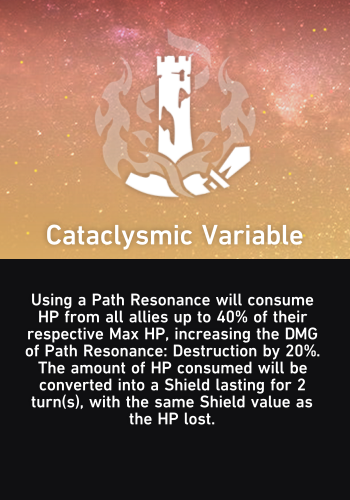 Cataclysmic Variable
Using a Path Resonance will consume
HP from all allies up to 40% of their
respective Max HP, increasing the DMG
of Path Resonance: Destruction by 20%.
The amount of HP consumed will be
converted into a Shield lasting for 2
turn(s), with the same Shield value as
the HP lost.